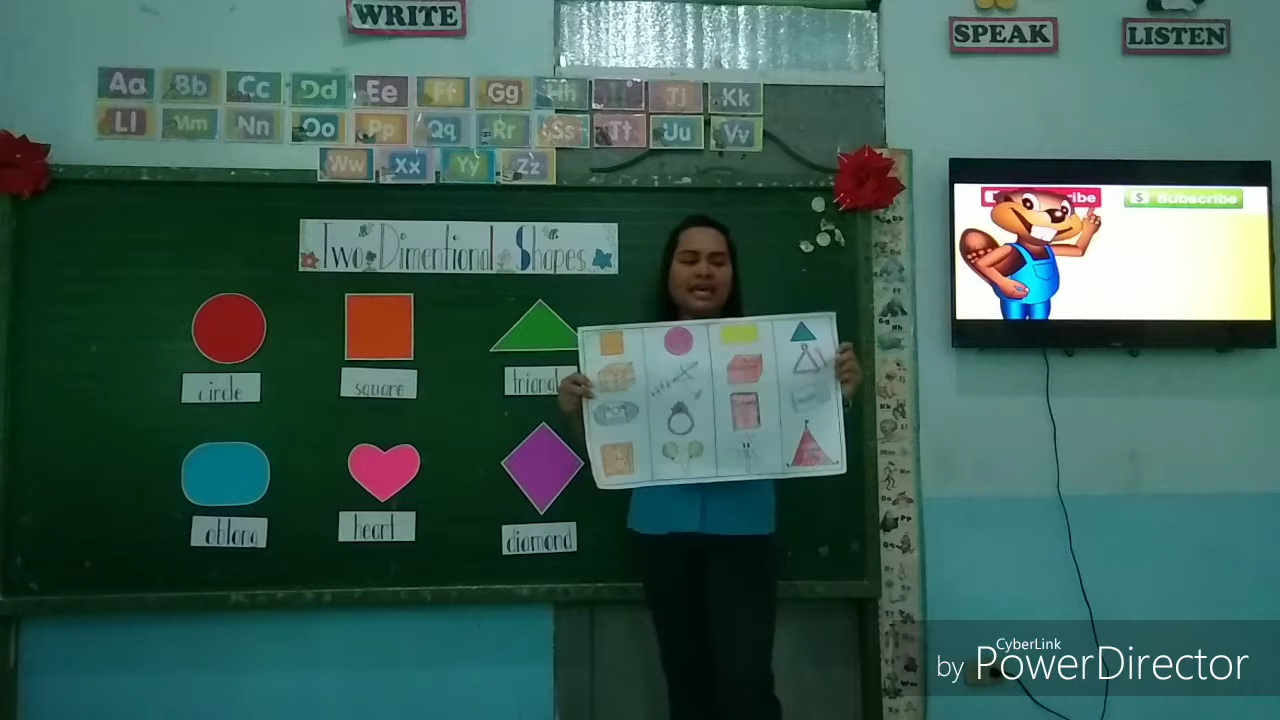 WRITE
SPEAK
LISTEN
Aa Bb Cc Dd Ee Ff Gg Hh Jj Kk
Ll Mm Nn Oo Pp Qq Rr Ss Tt Uu Vv
Ww Xx Yy Zz
Subscribe
Two Dimentional Shapes
circle
square
oblong
heart
diamond
CyberLink
by PowerDirector